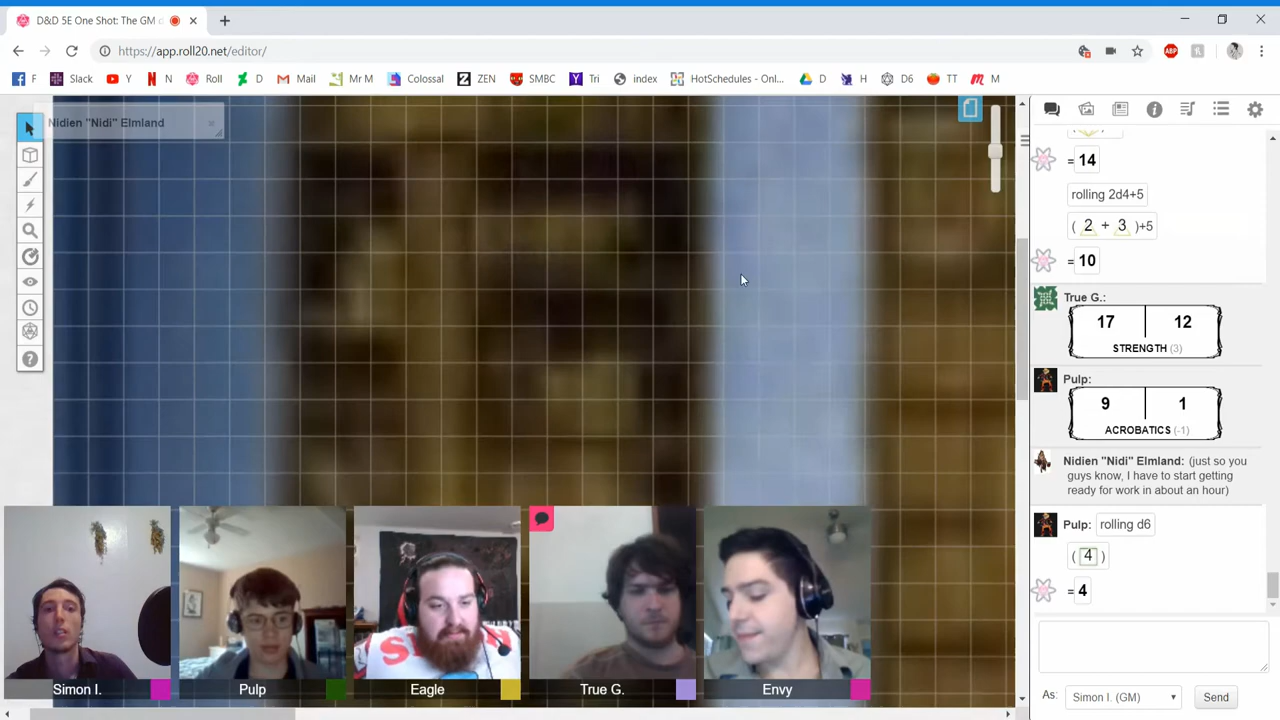 D&D 5E One Shot: The GM
https://app.roll20.net/editor/
F Slack Y N Roll D Mail Mr M Colossal ZEN SMBC Tri index HotSchedules - Onl... D H D6 TT M
Nidien "Nidi" Elmland
= 14
rolling 2d4+5
( 2 + 3 )+5
= 10
True G.:
17 12
STRENGTH (3)
Pulp:
9 1
ACROBATICS (-1)
Nidien "Nidi" Elmland: (just so you
guys know, I have to start getting
ready for work in about an hour)
Pulp: rolling d6
( 4 )
= 4
As: Simon I. (GM) Send
Simon I. Pulp Eagle True G. Envy